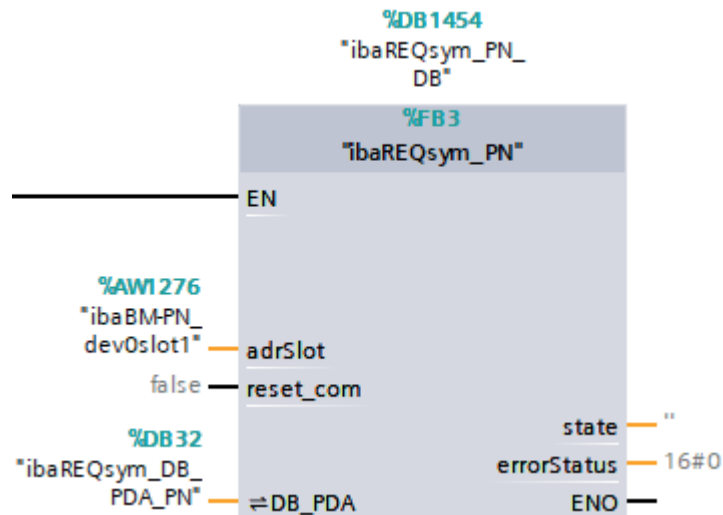 %DB1454
"ibaREQsym_PN_
DB"
%FB3
"ibaREQsym_PN"
EN
%AW1276
"ibaBM-PN_
dev0slot1"
adrSlot
false
reset_com
state
''
%DB32
errorStatus
16#0
"ibaREQsym_DB_
PDA_PN"
⇌DB_PDA
ENO